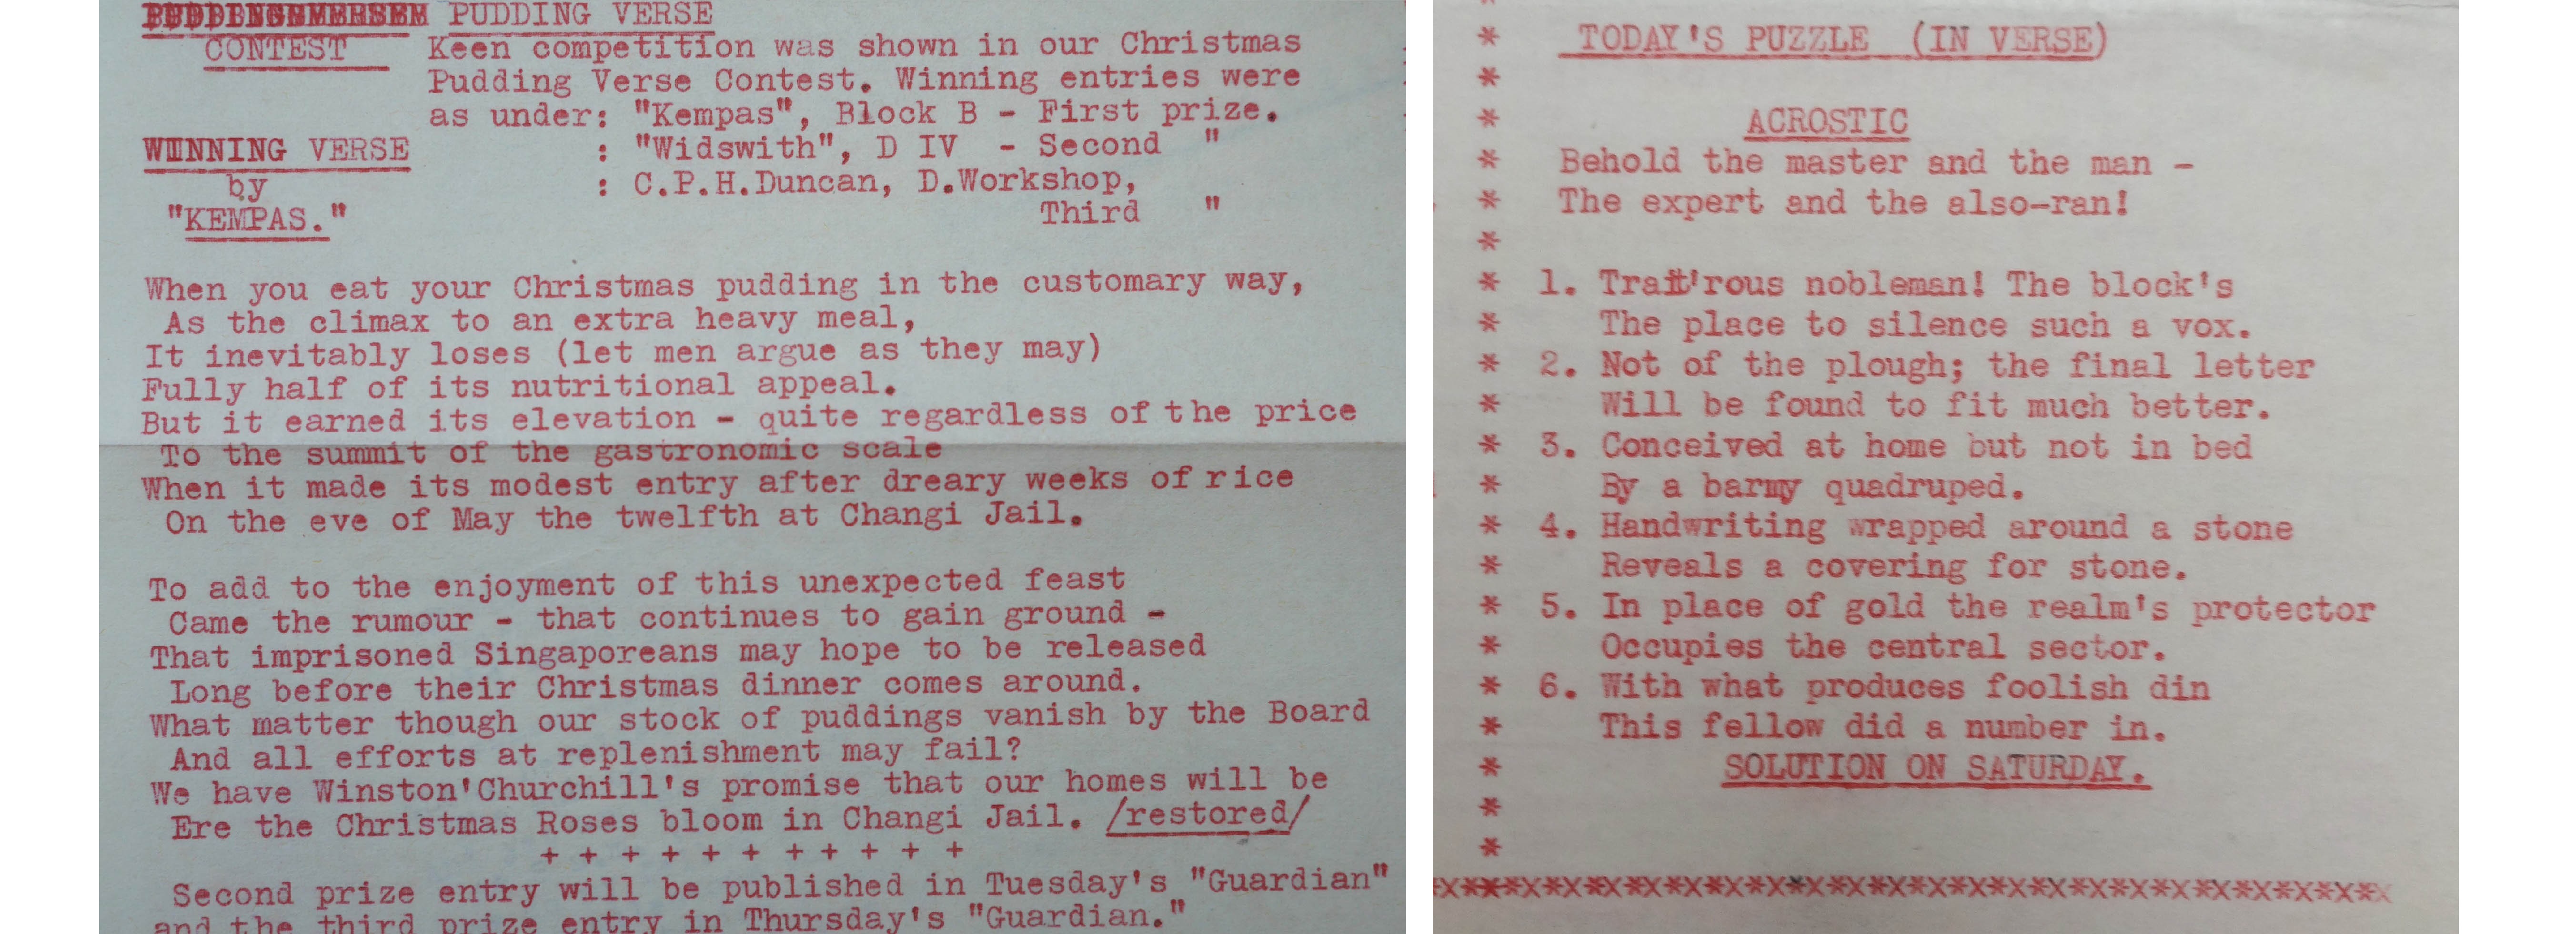 PUDDING VERSE
CONTEST
Keen competition was shown in our Christmas
Pudding Verse Contest. Winning entries were
as under: "Kempas", Block B - First prize.
: "Widswith", D IV - Second "
: C.P.H.Duncan, D.Workshop,
Third "
WINNING VERSE
by
"KEMPAS."
When you eat your Christmas pudding in the customary way,
As the climax to an extra heavy meal,
It inevitably loses (let men argue as they may)
Fully half of its nutritional appeal.
But it earned its elevation - quite regardless of the price
To the summit of the gastronomic scale
When it made its modest entry after dreary weeks of rice
On the eve of May the twelfth at Changi Jail.
To add to the enjoyment of this unexpected feast
Came the rumour - that continues to gain ground -
That imprisoned Singaporeans may hope to be released
Long before their Christmas dinner comes around.
What matter though our stock of puddings vanish by the Board
And all efforts at replenishment may fail?
We have Winston'Churchill's promise that our homes will be
Ere the Christmas Roses bloom in Changi Jail. /restored/
+ + + + + + + + + + +
Second prize entry will be published in Tuesday's "Guardian"
and the third prize entry in Thursday's "Guardian."
TODAY'S PUZZLE (IN VERSE)
ACROSTIC
Behold the master and the man -
The expert and the also-ran!
1. Trait'rous nobleman! The block's
The place to silence such a vox.
2. Not of the plough; the final letter
Will be found to fit much better.
3. Conceived at home but not in bed
By a barmy quadruped.
4. Handwriting wrapped around a stone
Reveals a covering for stone.
5. In place of gold the realm's protector
Occupies the central sector.
6. With what produces foolish din
This fellow did a number in.
SOLUTION ON SATURDAY.